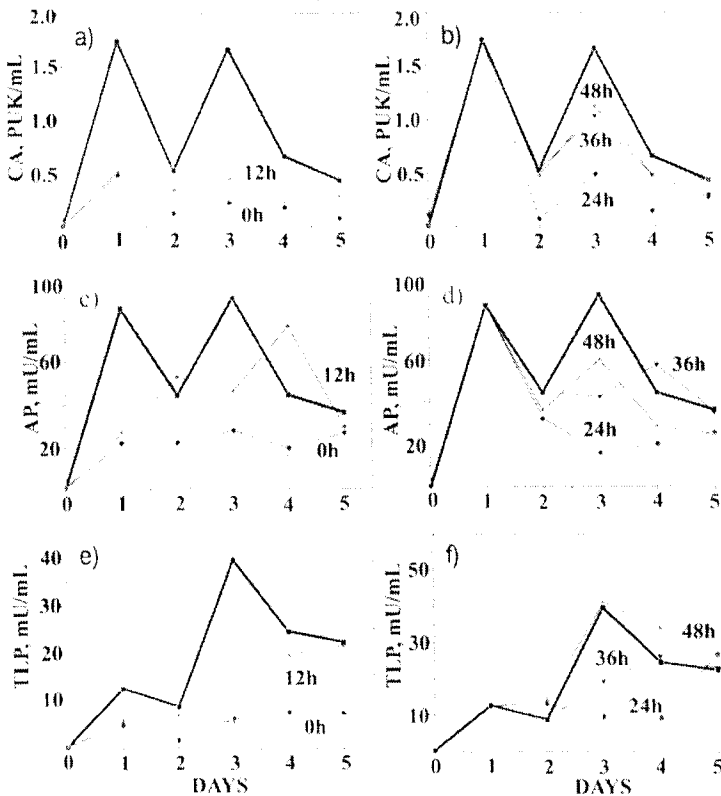 a)
CA, PUK/mL
2.0
1.5
1.0
0.5
12h
0h
0 1 2 3 4 5
b)
CA, PUK/mL
2.0
1.5
1.0
0.5
48h
36h
24h
0 1 2 3 4 5
c)
AP, mU/mL
100
60
20
12h
0h
0 1 2 3 4 5
d)
AP, mU/mL
100
60
20
48h
36h
24h
0 1 2 3 4 5
e)
TLP, mU/mL
40
30
20
10
12h
0h
0 1 2 3 4 5
DAYS
f)
TLP, mU/mL
50
30
10
48h
36h
24h
0 1 2 3 4 5
DAYS